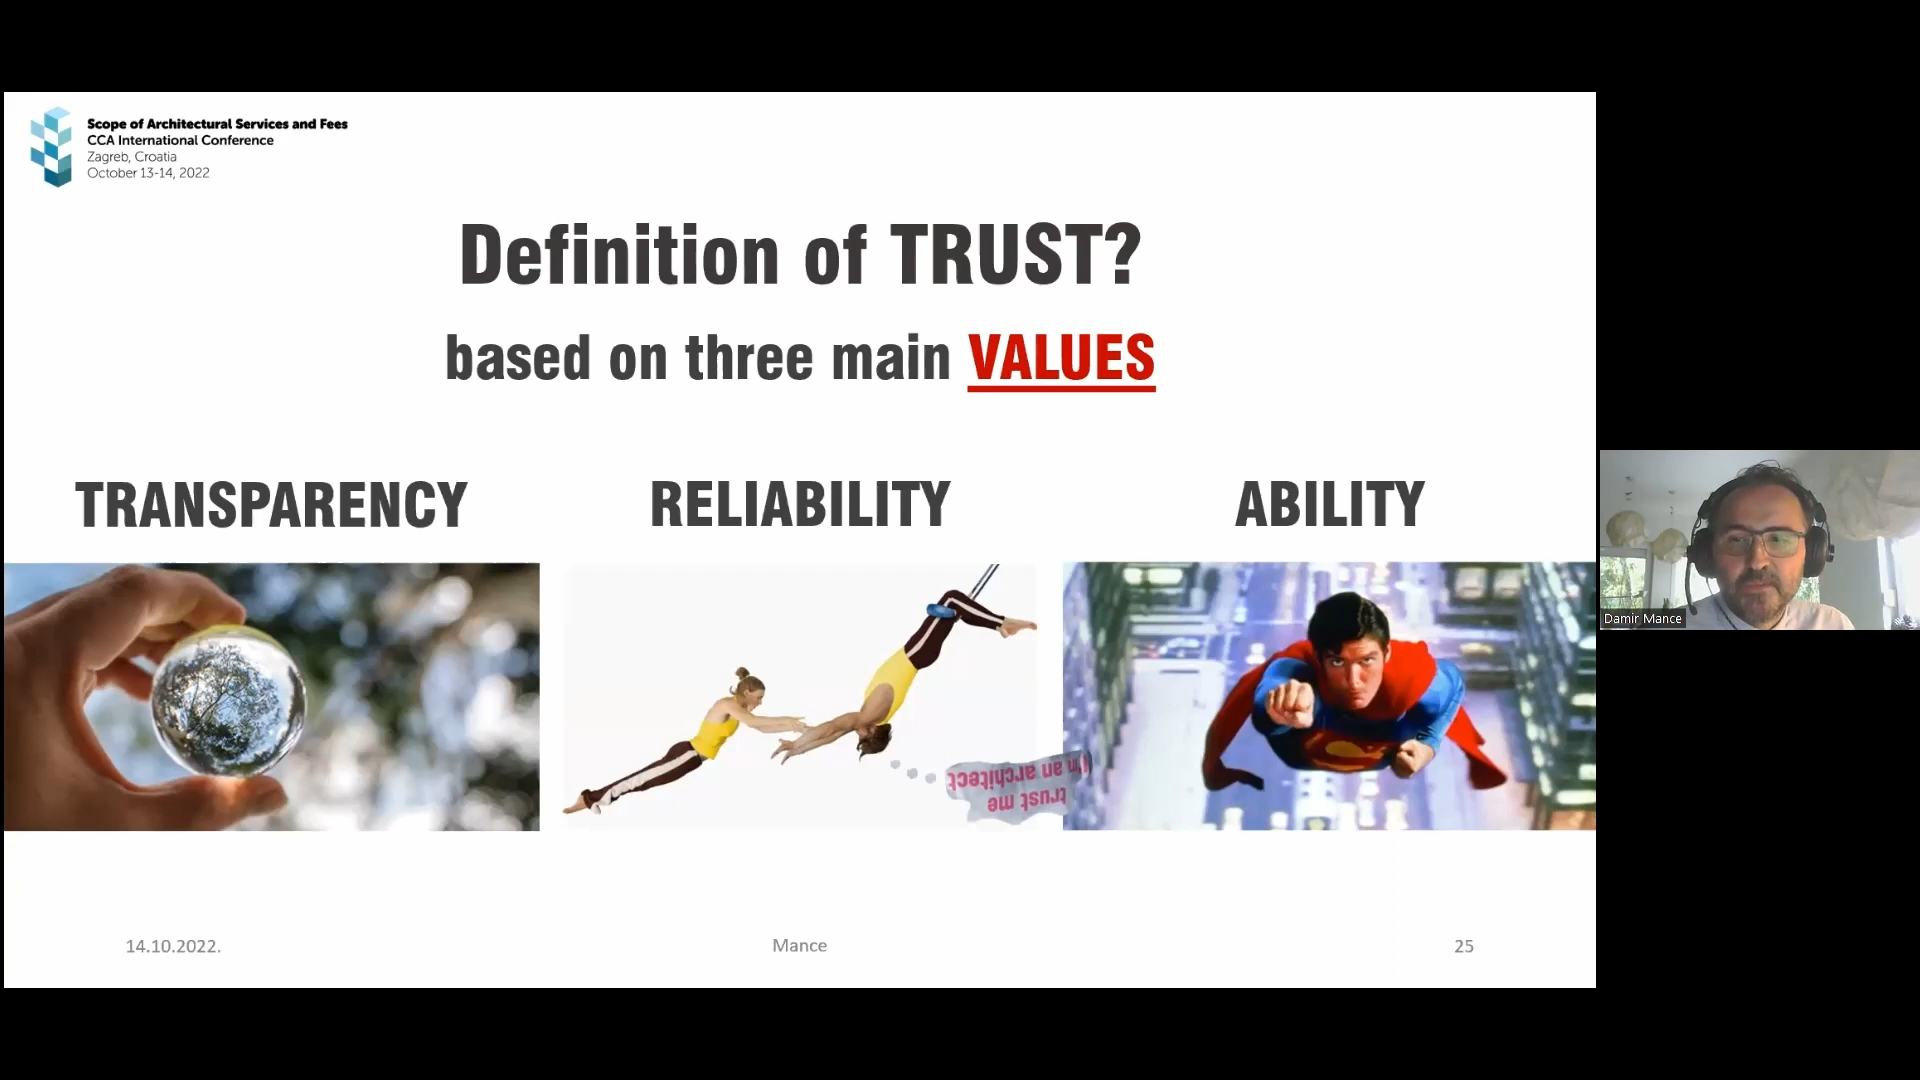 Scope of Architectural Services and Fees
CCA International Conference
Zagreb, Croatia
October 13-14, 2022
Definition of TRUST?
based on three main VALUES
TRANSPARENCY
RELIABILITY
ABILITY
trust me
I'm an architect
Damir Mance
14.10.2022.
Mance
25